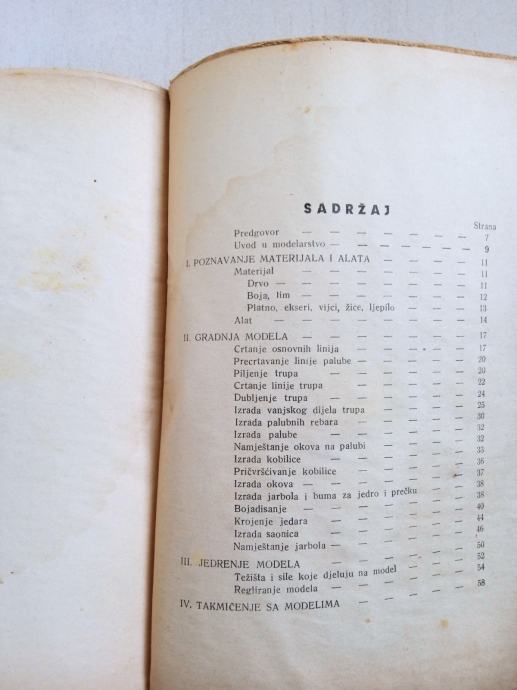 SADRŽAJ
Strana
Predgovor — — — — — — — 7
Uvod u modelarstvo — — — — — — — 9
I. POZNAVANJE MATERIJALA I ALATA — — — — 11
Materijal — — — — — — — 11
Drvo — — — — — — — — 11
Boja, lim — — — — — — 12
Platno, ekseri, vijci, žice, ljepilo — — — 13
Alat — — — — — — — — 14
II. GRADNJA MODELA — — — — — — 17
Crtanje osnovnih linija — — — — — 17
Precrtavanje linije palube — — — — — 20
Piljenje trupa — — — — — — 20
Crtanje linije trupa — — — — — 22
Dubljenje trupa — — — — — — 24
Izrada vanjskog dijela trupa — — — — 25
Izrada palubnih rebara — — — — — 30
Izrada palube — — — — — — 32
Namještanje okova na palubi — — — — 32
Izrada kobilice — — — — — — 33
Pričvršćivanje kobilice — — — — — 36
Izrada okova — — — — — — 37
Izrada jarbola i buma za jedro i prečku — — 38
Bojadisanje — — — — — — 38
Krojenje jedara — — — — — — 40
Izrada saonica — — — — — — 44
Namještanje jarbola — — — — — — 46
III. JEDRENJE MODELA — — — — — 50
Težišta i sile koje djeluju na model — — — 52
Regliranje modela — — — — — 54
IV. TAKMIČENJE SA MODELIMA — — — — 58